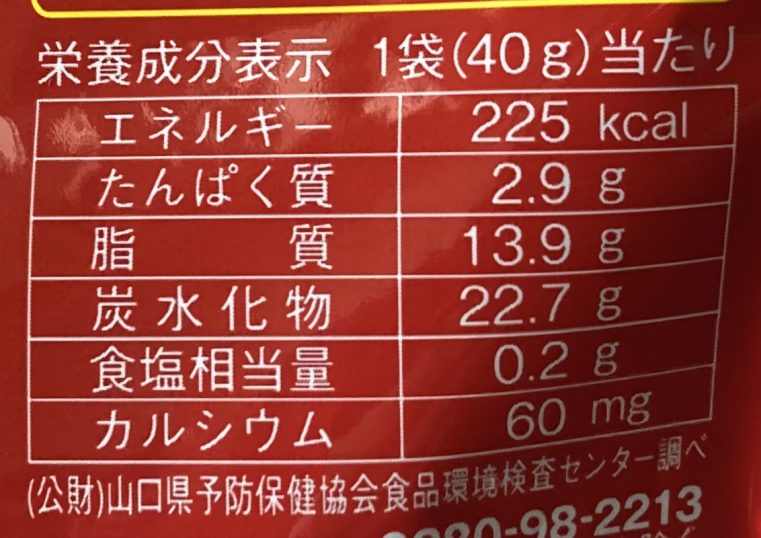 栄養成分表示 1袋(40g)当たり
エネルギー 225 kcal
たんぱく質 2.9 g
脂質 13.9 g
炭水化物 22.7 g
食塩相当量 0.2 g
カルシウム 60 mg
(公財)山口県予防保健協会食品環境検査センター調べ
-98-2213